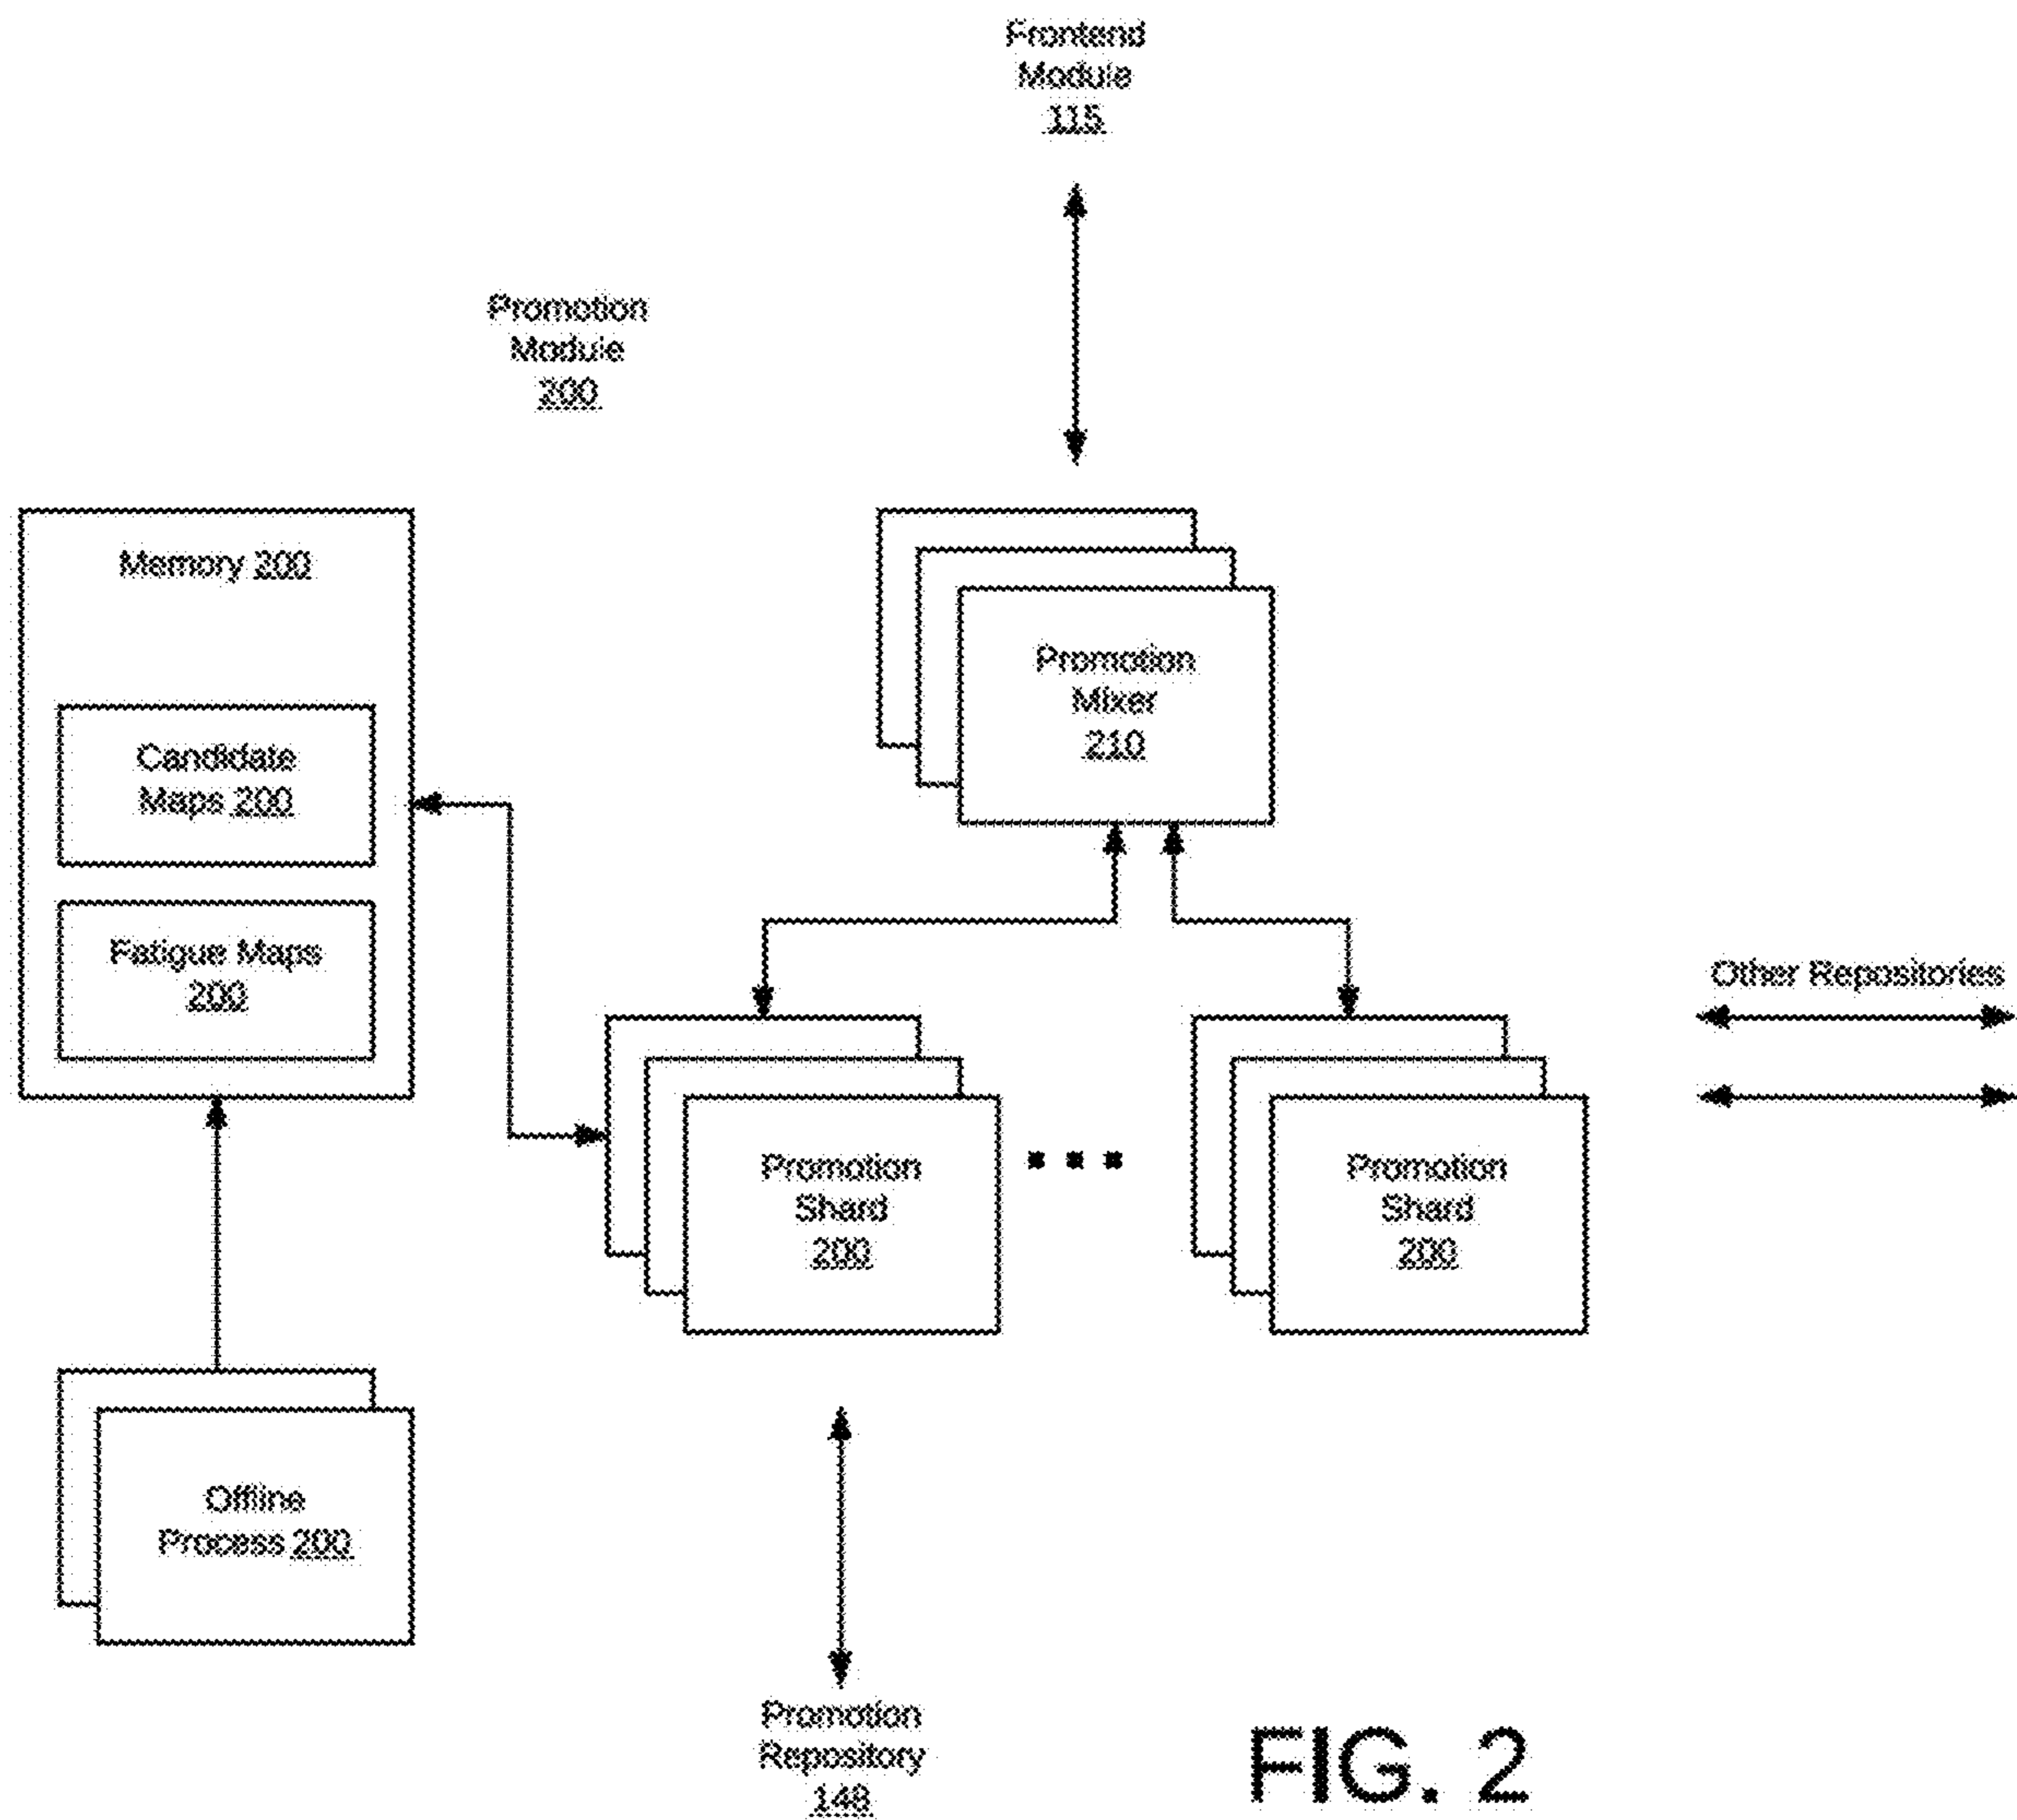 Frontend
Module
115
Promotion
Module
200
Memory 200
Candidate
Maps 200
Fatigue Maps
200
Promotion
Mixer
210
Other Repositories
Promotion
Shard
200
Promotion
Shard
200
Offline
Process 200
Promotion
Repository
148
FIG. 2